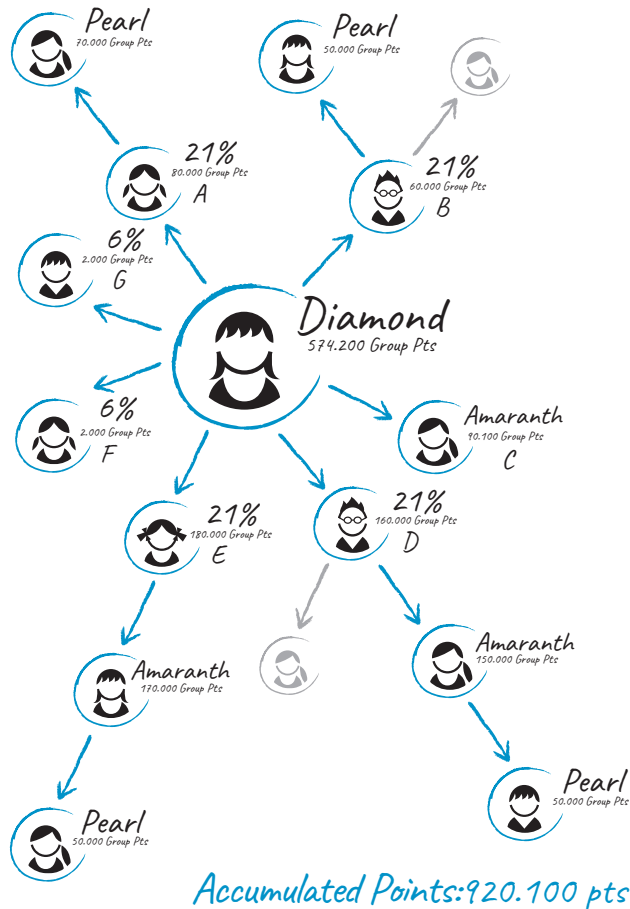 Pearl
70.000 Group Pts
Pearl
50.000 Group Pts
21%
80.000 Group Pts
A
21%
60.000 Group Pts
B
6%
2.000 Group Pts
G
Diamond
574.200 Group Pts
6%
2.000 Group Pts
F
Amaranth
90.100 Group Pts
C
21%
180.000 Group Pts
E
21%
160.000 Group Pts
D
Amaranth
170.000 Group Pts
Amaranth
150.000 Group Pts
Pearl
50.000 Group Pts
Pearl
50.000 Group Pts
Accumulated Points:920.100 pts